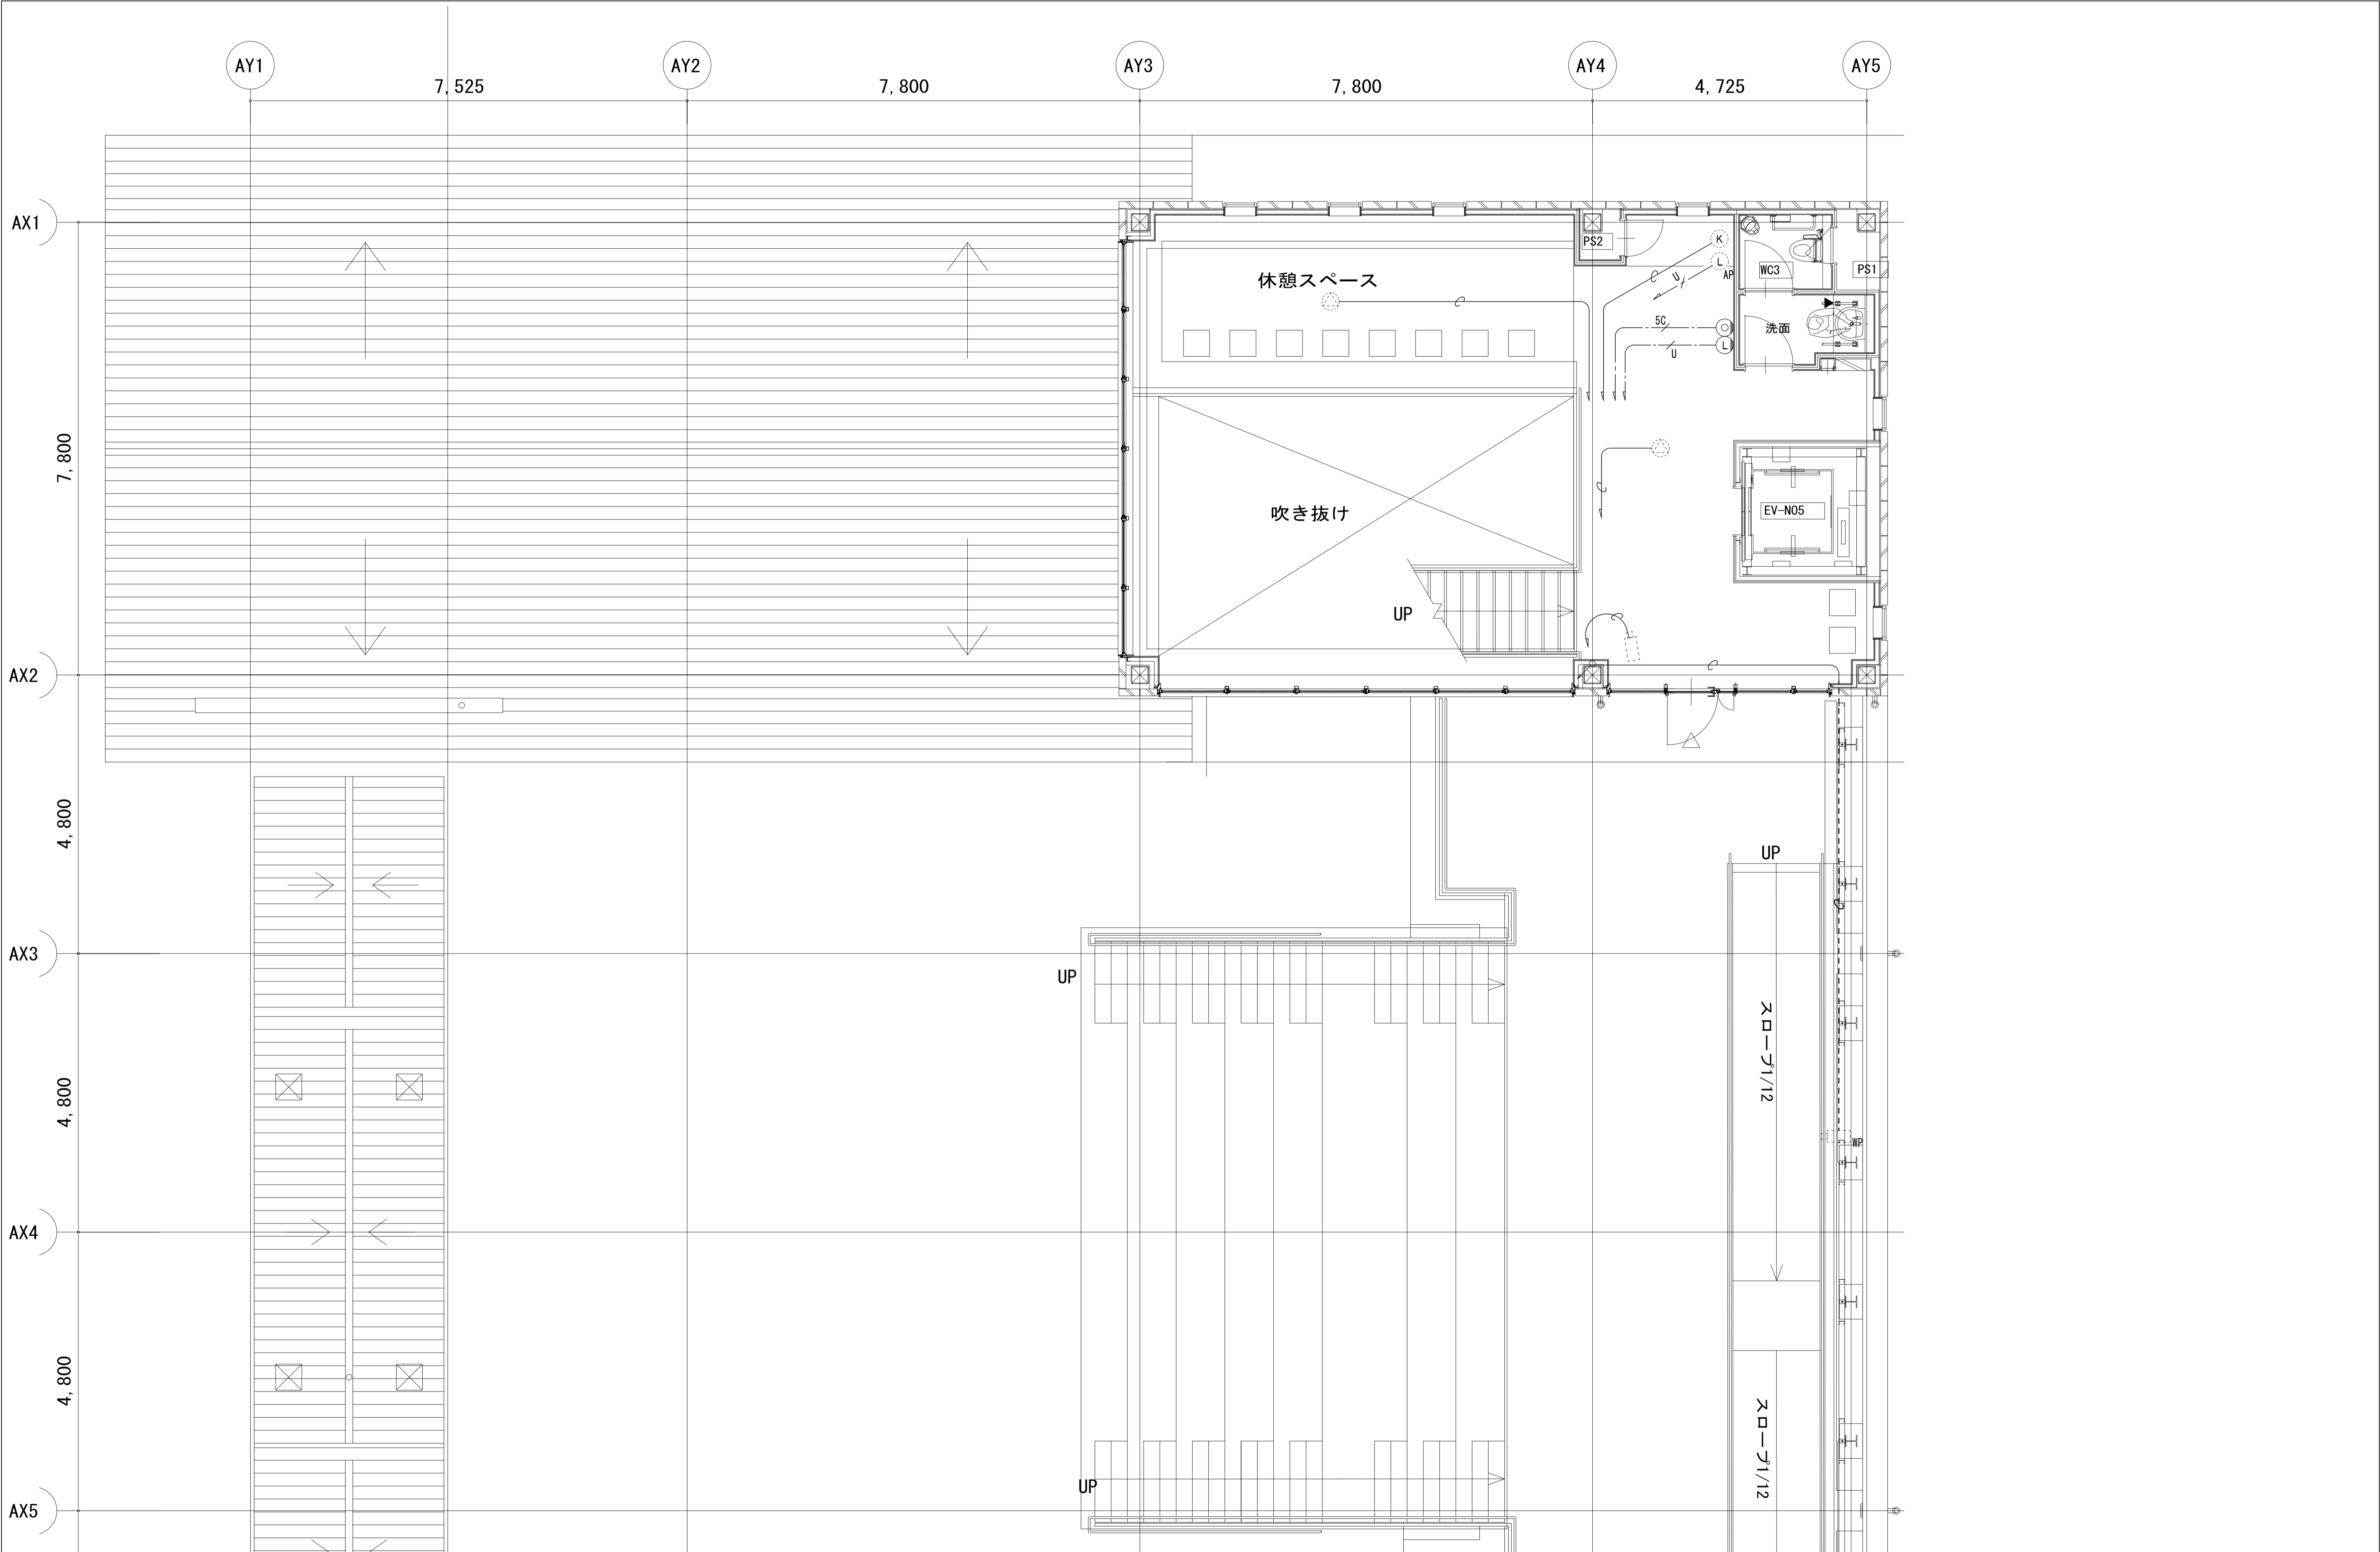 AY1
AY2
AY3
AY4
AY5
7,525
7,800
7,800
4,725
AX1
PS2
K
L
AP
U
WC3
PS1
休憩スペース
5C
洗面
L
U
7,800
吹き抜け
EV-NO5
UP
AX2
4,800
UP
AX3
UP
スロープ1/12
4,800
WP
AX4
4,800
スロープ1/12
UP
AX5